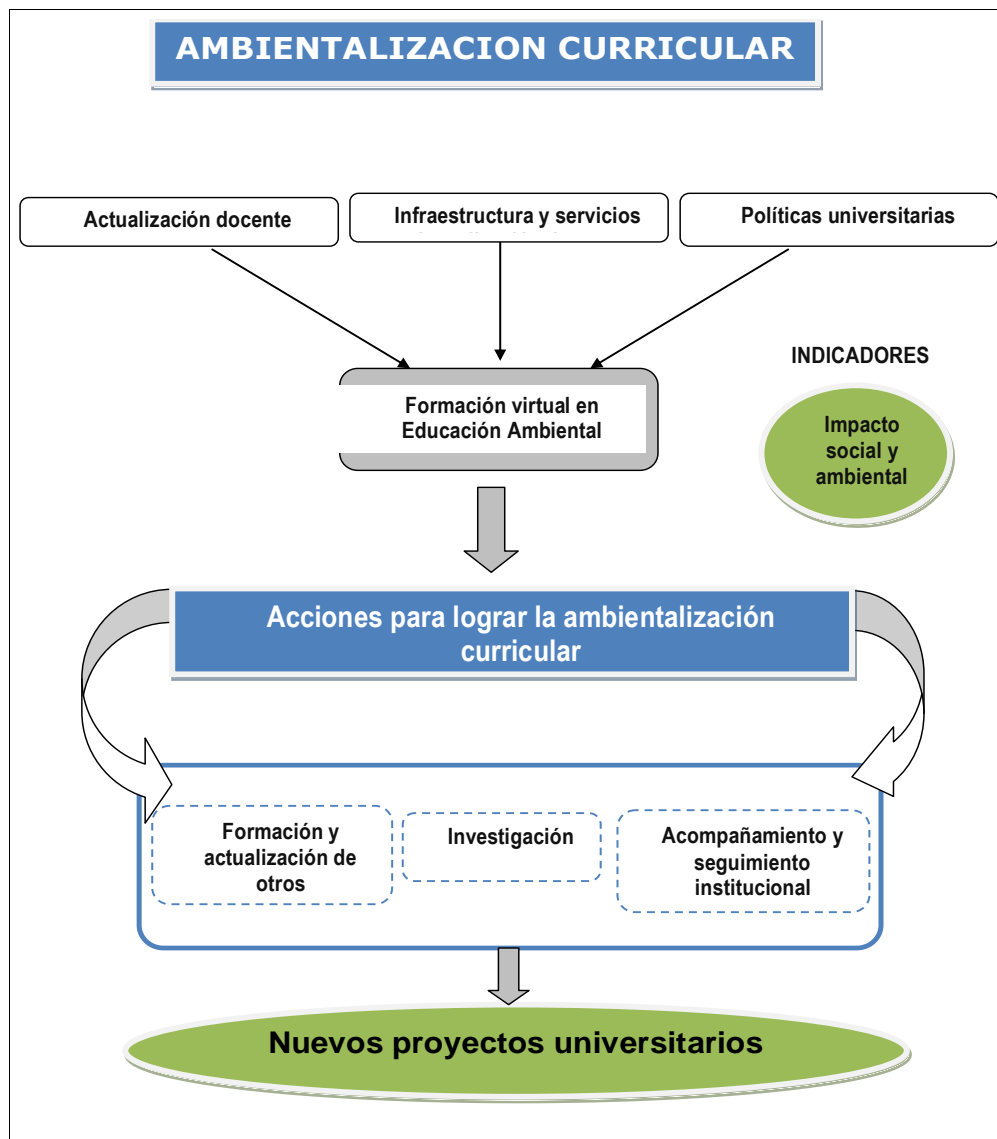 AMBIENTALIZACION CURRICULAR
Actualización docente
Infraestructura y servicios
Políticas universitarias
INDICADORES
Formación virtual en
Educación Ambiental
Impacto
social y
ambiental
Acciones para lograr la ambientalización
curricular
Formación y
actualización de
otros
Investigación
Acompañamiento y
seguimiento
institucional
Nuevos proyectos universitarios